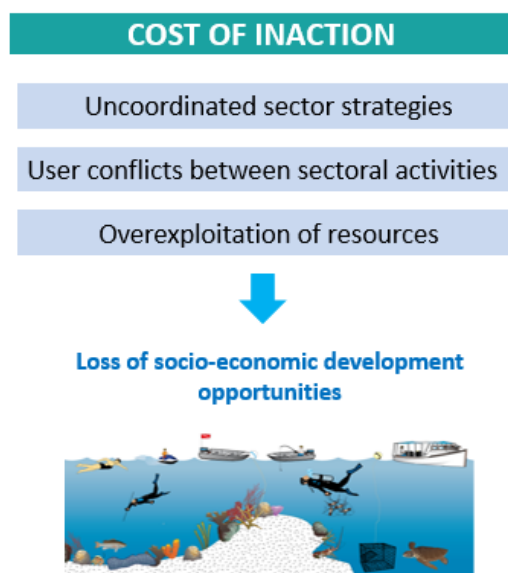 COST OF INACTION
Uncoordinated sector strategies
User conflicts between sectoral activities
Overexploitation of resources
Loss of socio-economic development
opportunities